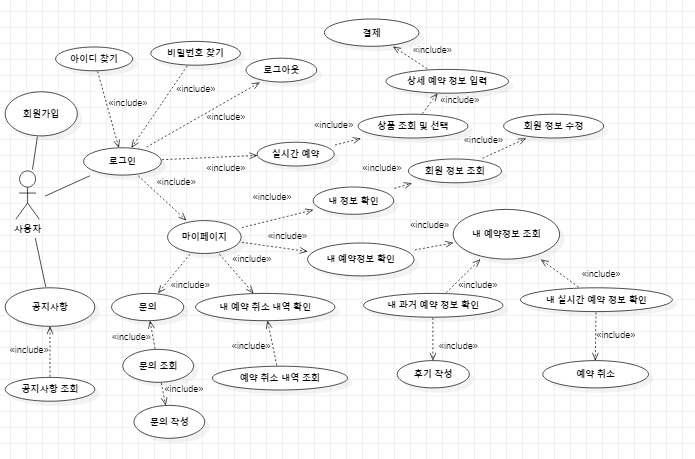 결제
비밀번호 찾기
아이디 찾기
«include»
로그아웃
상세 예약 정보 입력
«include»
«include»
«include»
회원가입
«include»
«include»
상품 조회 및 선택
회원 정보 수정
«include»
로그인
실시간 예약
«include»
«include»
회원 정보 조회
«include»
«include»
내 정보 확인
사용자
마이페이지
«include»
«include»
내 예약정보 조회
«include»
내 예약정보 확인
«include»
«include»
«include»
공지사항
문의
내 예약 취소 내역 확인
내 과거 예약 정보 확인
내 실시간 예약 정보 확인
«include»
«include»
«include»
«include»
«include»
문의 조회
예약 취소 내역 조회
후기 작성
예약 취소
공지사항 조회
«include»
문의 작성